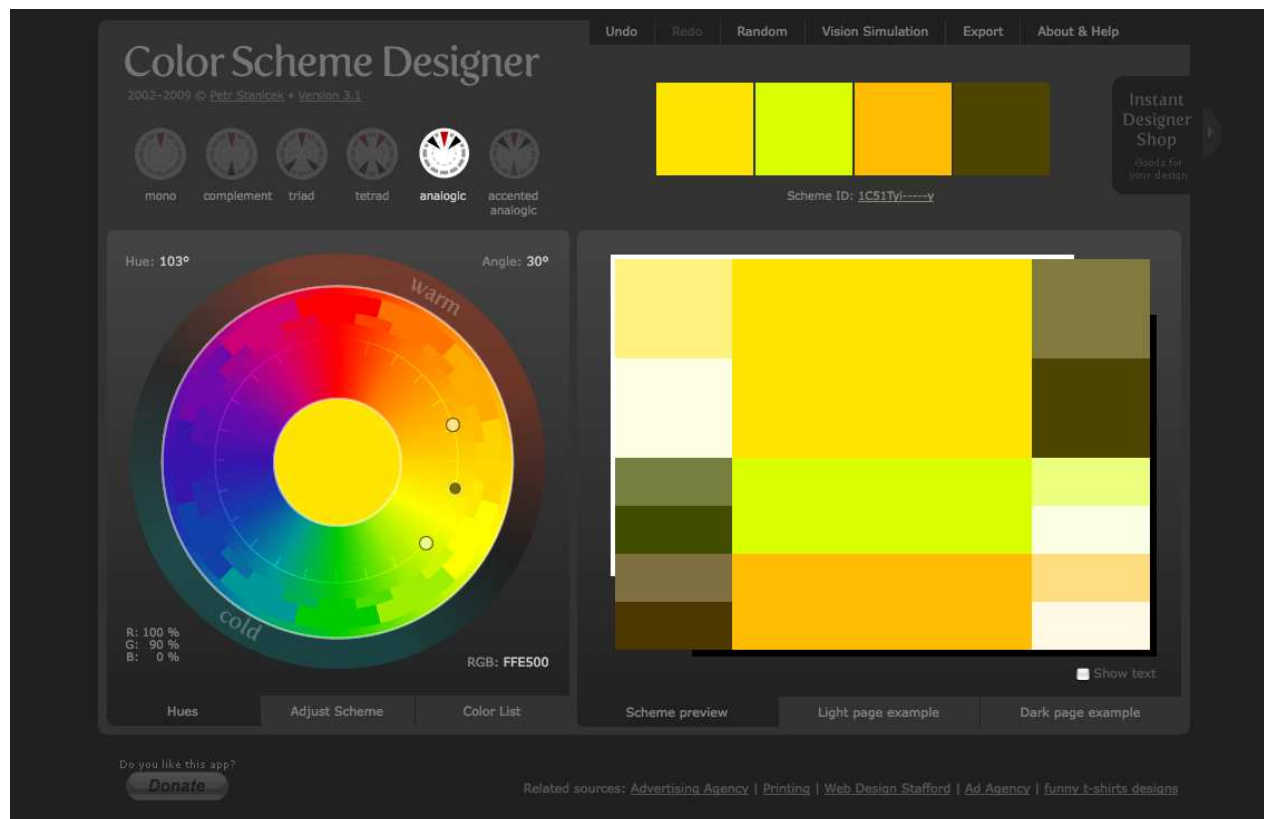 Undo
Redo
Random
Vision Simulation
Export
About & Help
Color Scheme Designer
2002–2009 © Petr Stanicek • Version 3.1
Instant
Designer
Shop
Goods for
your design
mono
complement
triad
tetrad
analogic
accented
analogic
Scheme ID: 1C51Tyl-----y
Hue: 103°
Angle: 30°
warm
cold
R: 100 %
G: 90 %
B: 0 %
RGB: FFE500
Show text
Hues
Adjust Scheme
Color List
Scheme preview
Light page example
Dark page example
Do you like this app?
Donate
Related sources: Advertising Agency | Printing | Web Design Stafford | Ad Agency | funny t-shirts designs